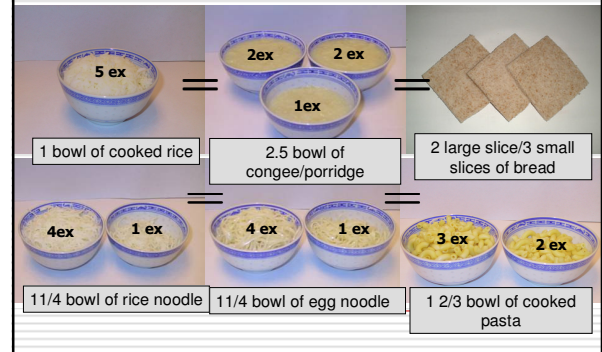 5 ex
=
2ex
2 ex
1ex
=
1 bowl of cooked rice
2.5 bowl of
congee/porridge
2 large slice/3 small
slices of bread
4ex
1 ex
=
4 ex
1 ex
=
3 ex
2 ex
11/4 bowl of rice noodle
11/4 bowl of egg noodle
1 2/3 bowl of cooked
pasta